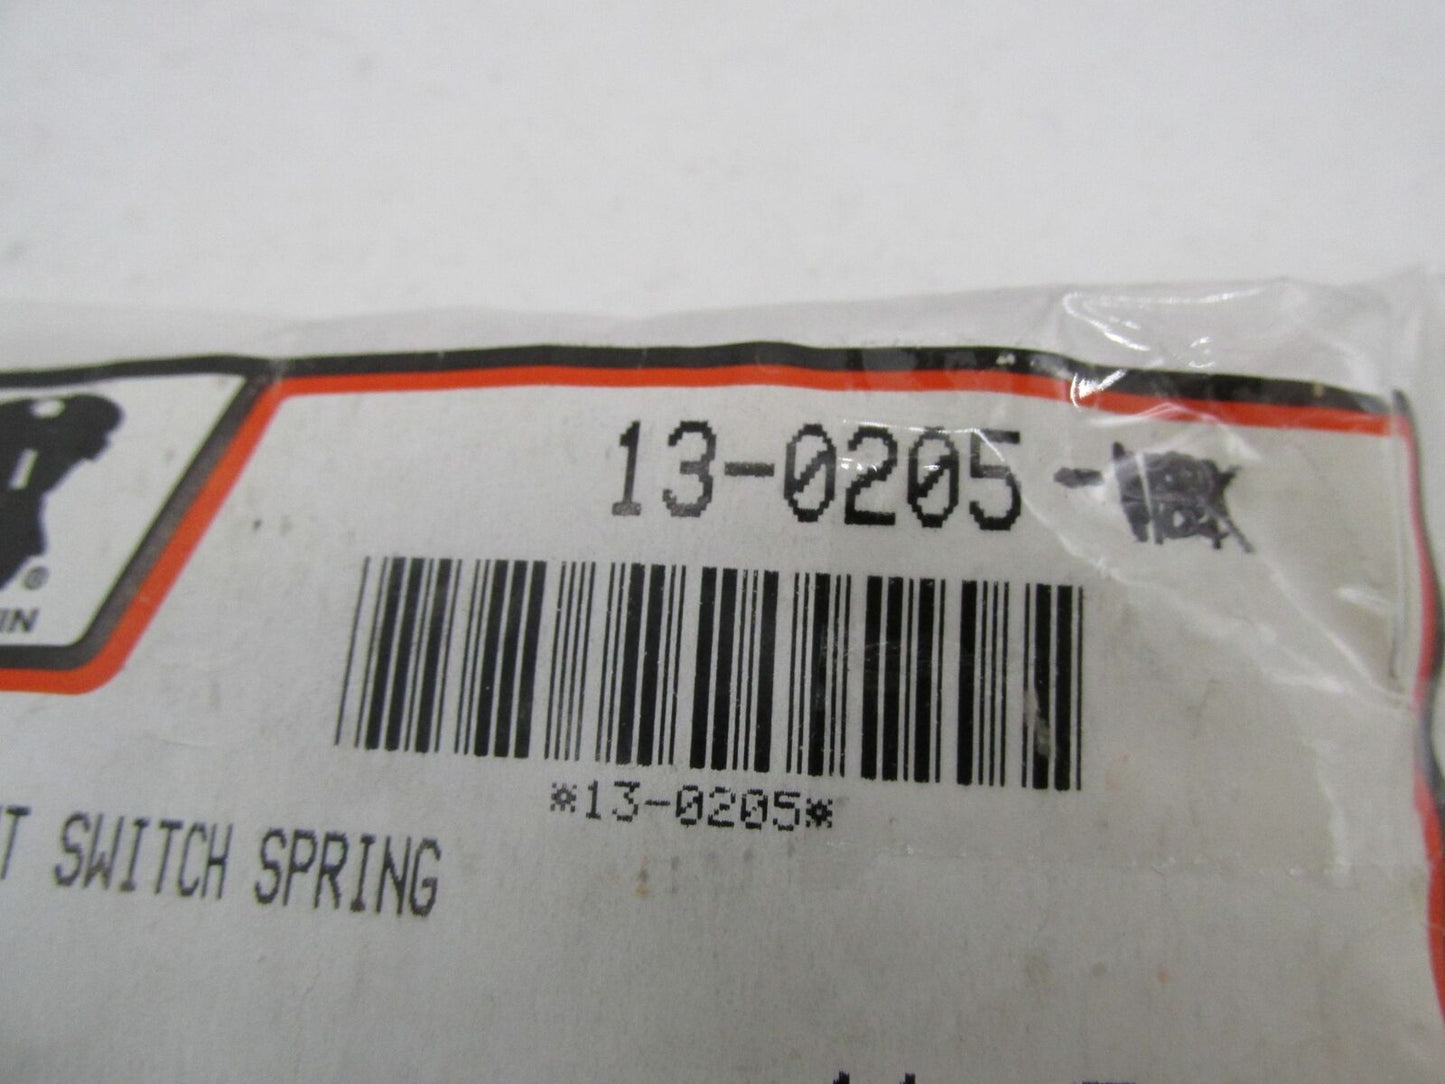 13-0205 -
®
*13-0205*
SWITCH SPRING